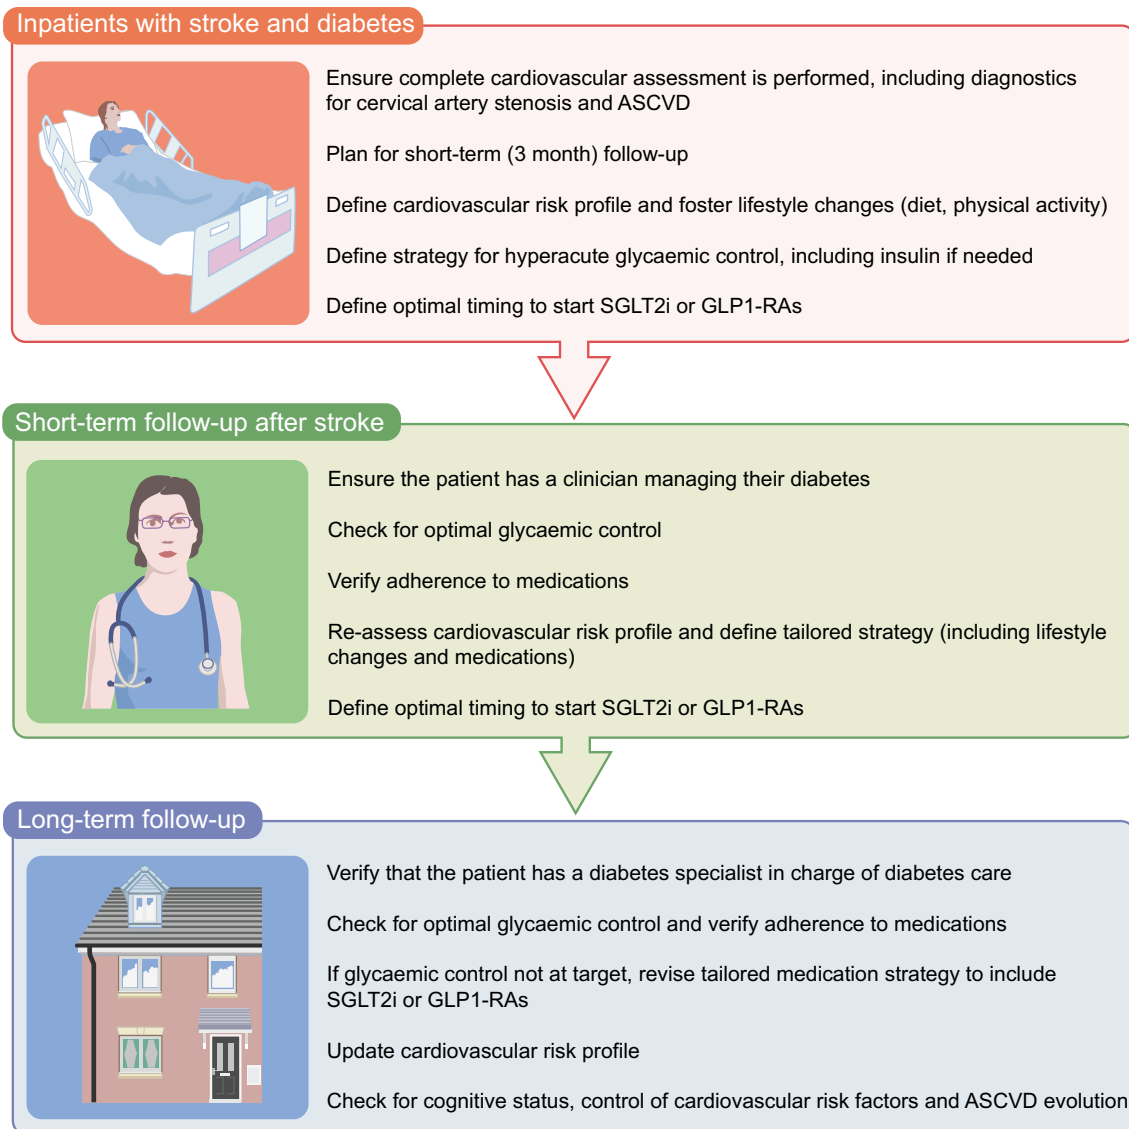 Inpatients with stroke and diabetes
Ensure complete cardiovascular assessment is performed, including diagnostics
for cervical artery stenosis and ASCVD
Plan for short-term (3 month) follow-up
Define cardiovascular risk profile and foster lifestyle changes (diet, physical activity)
Define strategy for hyperacute glycaemic control, including insulin if needed
Define optimal timing to start SGLT2i or GLP1-RAs
Short-term follow-up after stroke
Ensure the patient has a clinician managing their diabetes
Check for optimal glycaemic control
Verify adherence to medications
Re-assess cardiovascular risk profile and define tailored strategy (including lifestyle
changes and medications)
Define optimal timing to start SGLT2i or GLP1-RAs
Long-term follow-up
Verify that the patient has a diabetes specialist in charge of diabetes care
Check for optimal glycaemic control and verify adherence to medications
If glycaemic control not at target, revise tailored medication strategy to include
SGLT2i or GLP1-RAs
Update cardiovascular risk profile
Check for cognitive status, control of cardiovascular risk factors and ASCVD evolution